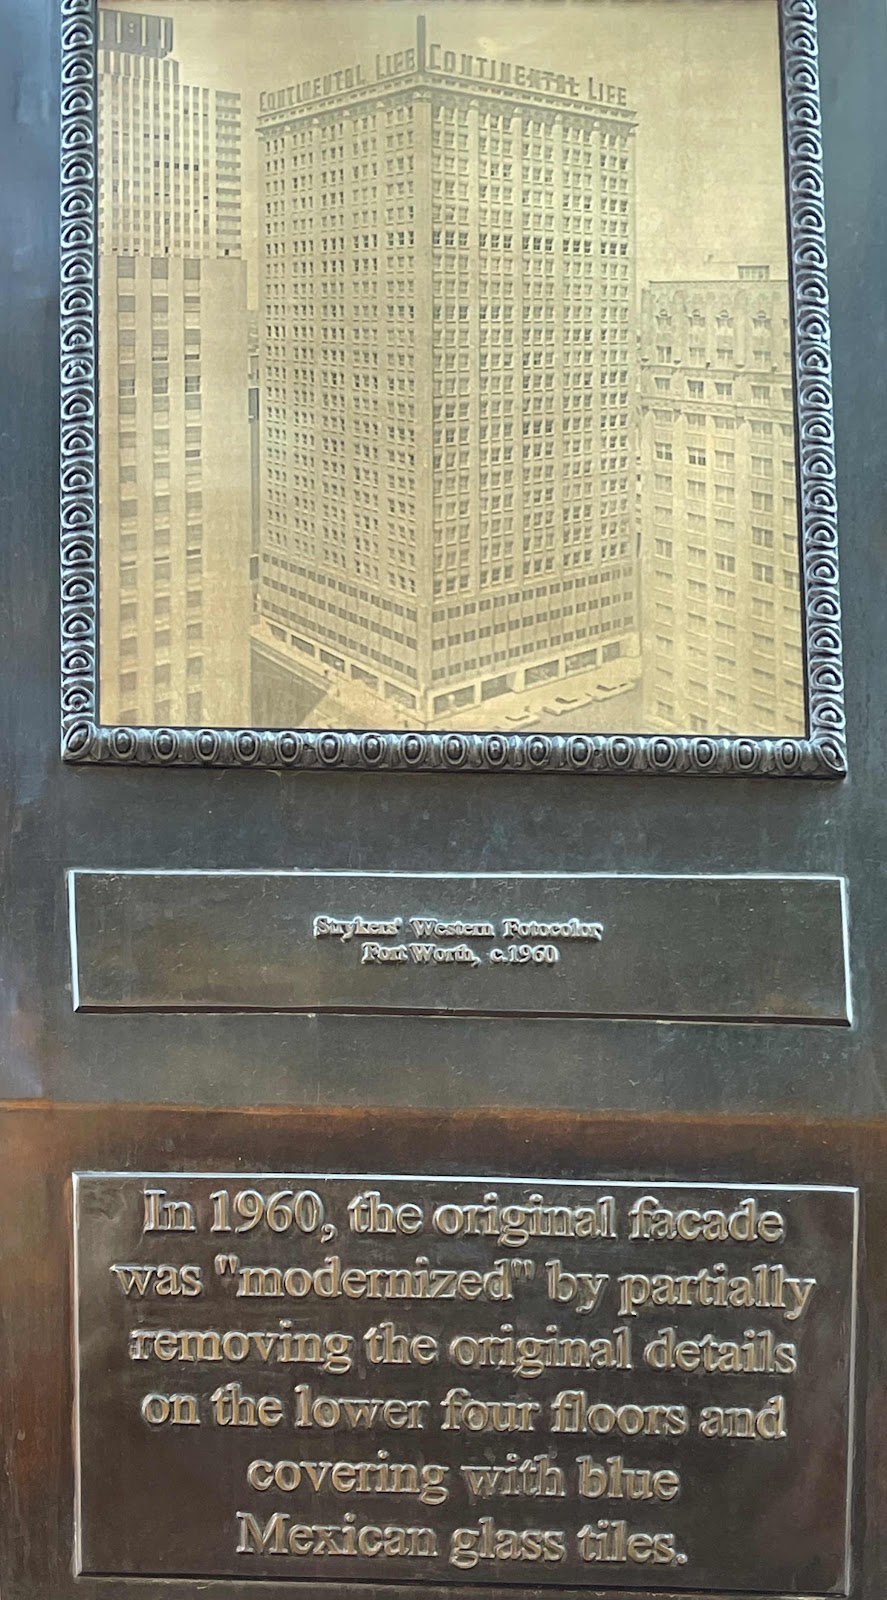 CONTINENTAL LIFE CONTINENTAL LIFE
Strykers' Western Fotocolor
Fort Worth, c.1960
In 1960, the original facade
was "modernized" by partially
removing the original details
on the lower four floors and
covering with blue
Mexican glass tiles.